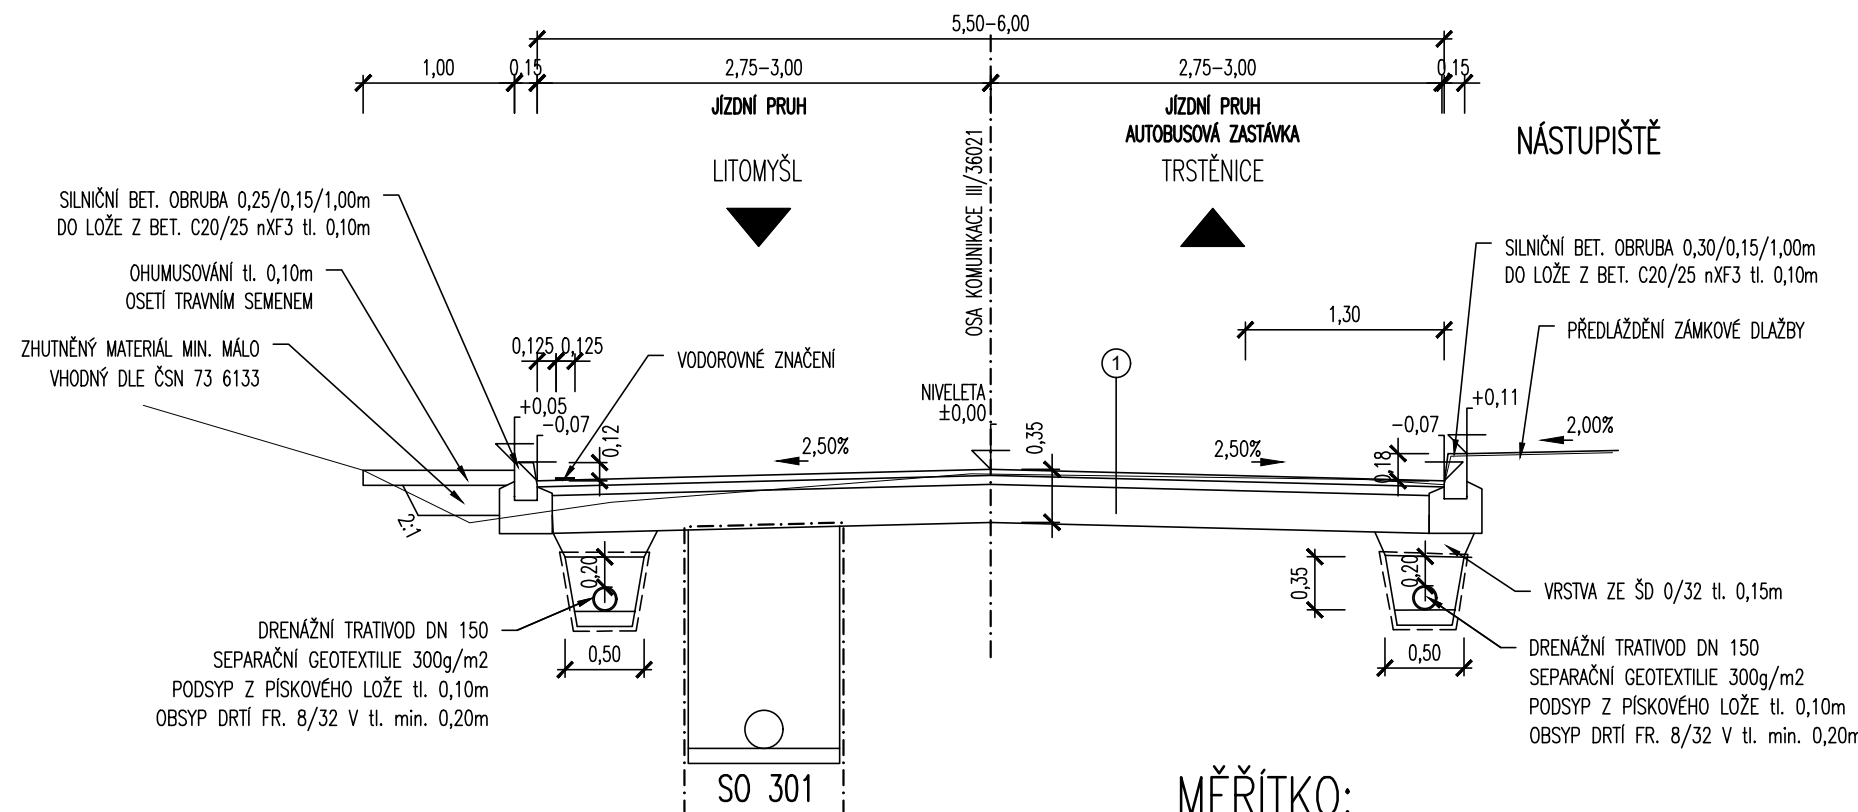 5,50-6,00
1,00
0,15
2,75-3,00
2,75-3,00
0,15
JÍZDNÍ PRUH
JÍZDNÍ PRUH
AUTOBUSOVÁ ZASTÁVKA
LITOMYŠL
TRSTĚNICE
NÁSTUPIŠTĚ
OSA KOMUNIKACE III/36021
SILNIČNÍ BET. OBRUBA 0,25/0,15/1,00m
DO LOŽE Z BET. C20/25 nXF3 tl. 0,10m
OHUMUSOVÁNÍ tl. 0,10m
OSETÍ TRAVNÍM SEMENEM
ZHUTNĚNÝ MATERIÁL MIN. MÁLO
VHODNÝ DLE ČSN 73 6133
SILNIČNÍ BET. OBRUBA 0,30/0,15/1,00m
DO LOŽE Z BET. C20/25 nXF3 tl. 0,10m
1,30
PŘEDLÁŽDĚNÍ ZÁMKOVÉ DLAŽBY
0,125
0,125
VODOROVNÉ ZNAČENÍ
1
NIVELETA
±0,00
+0,05
-0,07
0,12
2,50%
0,35
2,50%
-0,07
+0,11
0,18
2,00%
2:1
0,20
0,35
0,20
VRSTVA ZE ŠD 0/32 tl. 0,15m
DRENÁŽNÍ TRATIVOD DN 150
SEPARAČNÍ GEOTEXTILIE 300g/m2
PODSYP Z PÍSKOVÉHO LOŽE tl. 0,10m
OBSYP DRTÍ FR. 8/32 V tl. min. 0,20m
0,50
0,50
DRENÁŽNÍ TRATIVOD DN 150
SEPARAČNÍ GEOTEXTILIE 300g/m2
PODSYP Z PÍSKOVÉHO LOŽE tl. 0,10m
OBSYP DRTÍ FR. 8/32 V tl. min. 0,20m
SO 301
MĚŘÍTKO: